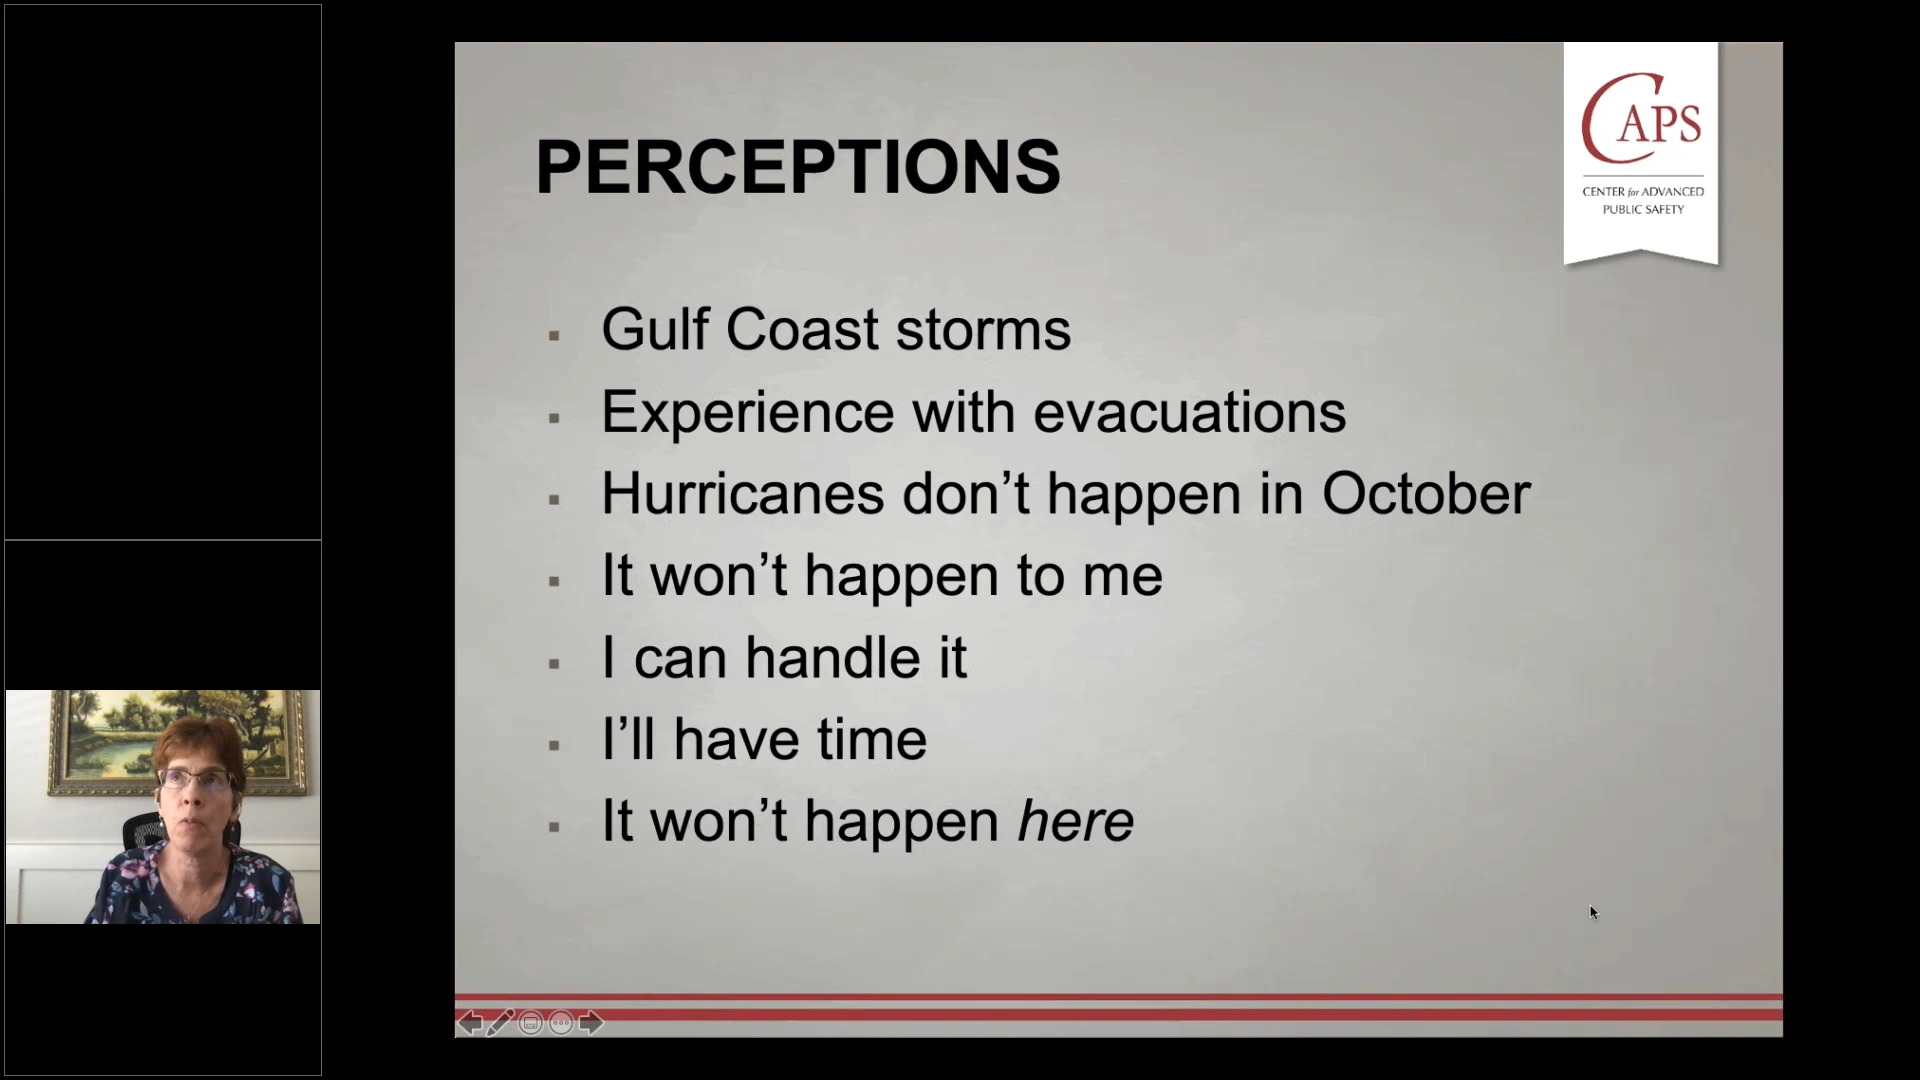 CAPS
CENTER for ADVANCED
PUBLIC SAFETY
PERCEPTIONS
Gulf Coast storms
Experience with evacuations
Hurricanes don’t happen in October
It won’t happen to me
I can handle it
I’ll have time
It won’t happen here